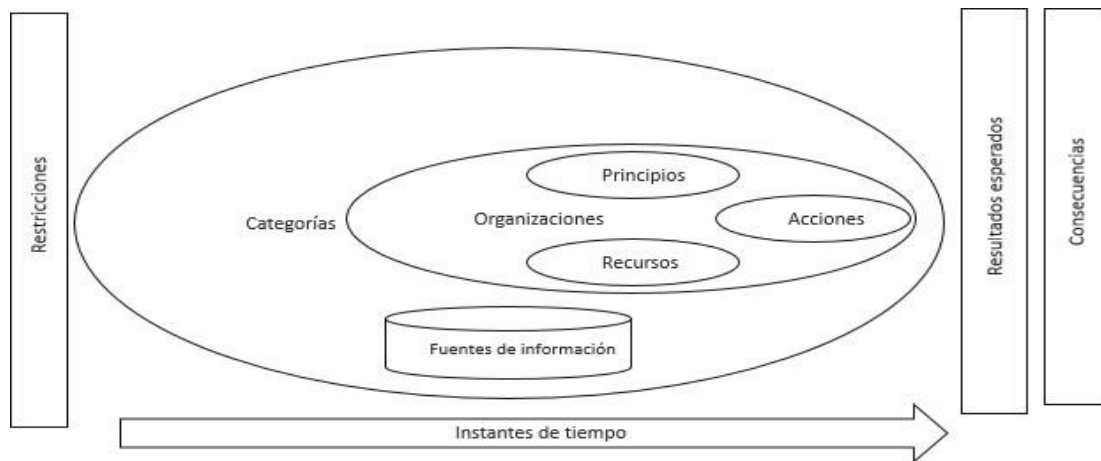 Restricciones
Categorías
Organizaciones
Principios
Acciones
Recursos
Fuentes de información
Instantes de tiempo
Resultados esperados
Consecuencias